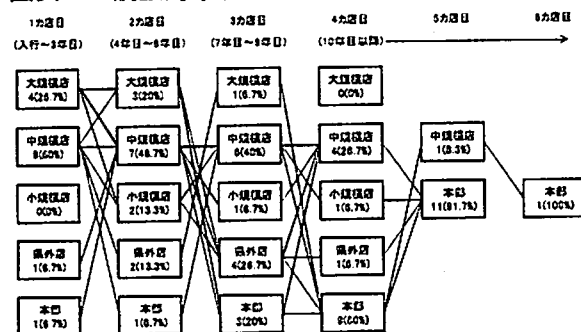 1カ店目 2カ店目 3カ店目 4カ店目 5カ店目 6カ店目
(入行～3年目) (4年目～6年目) (7年目～9年目) (10年目以降)
大規模店 大規模店 大規模店 大規模店
4(26.7%) 3(20%) 1(6.7%) 0(0%)
中規模店 中規模店 中規模店 中規模店 中規模店
9(60%) 7(46.7%) 6(40%) 4(26.7%) 1(8.3%)
小規模店 小規模店 小規模店 小規模店 本部 本部
0(0%) 2(13.3%) 1(6.7%) 1(6.7%) 11(91.7%) 1(100%)
県外店 県外店 県外店 県外店
1(6.7%) 2(13.3%) 4(26.7%) 1(6.7%)
本部 本部 本部 本部
1(6.7%) 1(6.7%) 3(20%) 9(60%)